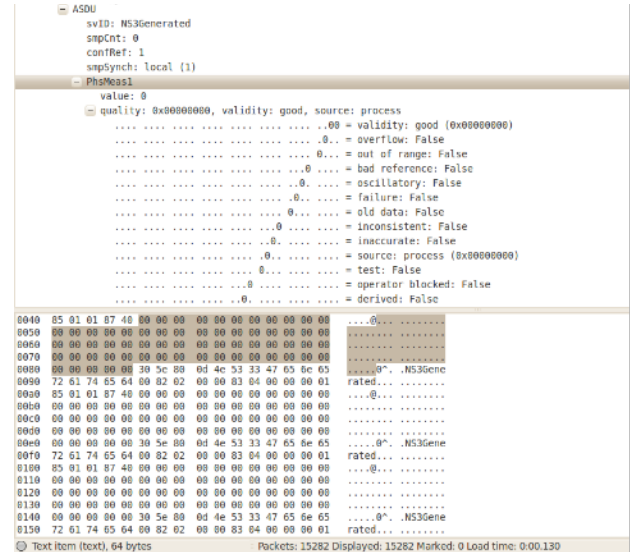 ASDU
svID: NS3Generated
smpCnt: 0
confRef: 1
smpSynch: local (1)
PhsMeas1
value: 0
quality: 0x00000000, validity: good, source: process
.... .... .... .... .... .... .... ..00 = validity: good (0x00000000)
.... .... .... .... .... .... .... .0.. = overflow: False
.... .... .... .... .... .... .... 0... = out of range: False
.... .... .... .... .... .... ...0 .... = bad reference: False
.... .... .... .... .... .... ..0. .... = oscillatory: False
.... .... .... .... .... .... .0.. .... = failure: False
.... .... .... .... .... .... 0... .... = old data: False
.... .... .... .... .... ...0 .... .... = inconsistent: False
.... .... .... .... .... ..0. .... .... = inaccurate: False
.... .... .... .... .... .0.. .... .... = source: process (0x00000000)
.... .... .... .... .... 0... .... .... = test: False
.... .... .... .... ...0 .... .... .... = operator blocked: False
.... .... .... .... ..0. .... .... .... = derived: False
0040 85 01 01 87 40 00 00 00 00 00 00 00 00 00 00 00 ....@... ........
0050 00 00 00 00 00 00 00 00 00 00 00 00 00 00 00 00 ........ ........
0060 00 00 00 00 00 00 00 00 00 00 00 00 00 00 00 00 ........ ........
0070 00 00 00 00 00 00 00 00 00 00 00 00 00 00 00 00 ........ ........
0080 00 00 00 00 00 30 5e 80 0d 4e 53 33 47 65 6e 65 .....0^. .NS3Gene
0090 72 61 74 65 64 00 82 02 00 00 83 04 00 00 00 01 rated... ........
00a0 85 01 01 87 40 00 00 00 00 00 00 00 00 00 00 00 ....@... ........
00b0 00 00 00 00 00 00 00 00 00 00 00 00 00 00 00 00 ........ ........
00c0 00 00 00 00 00 00 00 00 00 00 00 00 00 00 00 00 ........ ........
00d0 00 00 00 00 00 00 00 00 00 00 00 00 00 00 00 00 ........ ........
00e0 00 00 00 00 00 30 5e 80 0d 4e 53 33 47 65 6e 65 .....0^. .NS3Gene
00f0 72 61 74 65 64 00 82 02 00 00 83 04 00 00 00 01 rated... ........
0100 85 01 01 87 40 00 00 00 00 00 00 00 00 00 00 00 ....@... ........
0110 00 00 00 00 00 00 00 00 00 00 00 00 00 00 00 00 ........ ........
0120 00 00 00 00 00 00 00 00 00 00 00 00 00 00 00 00 ........ ........
0130 00 00 00 00 00 00 00 00 00 00 00 00 00 00 00 00 ........ ........
0140 00 00 00 00 00 30 5e 80 0d 4e 53 33 47 65 6e 65 .....0^. .NS3Gene
0150 72 61 74 65 64 00 82 02 00 00 83 04 00 00 00 01 rated... ........
Text item (text), 64 bytes Packets: 15282 Displayed: 15282 Marked: 0 Load time: 0:00.130